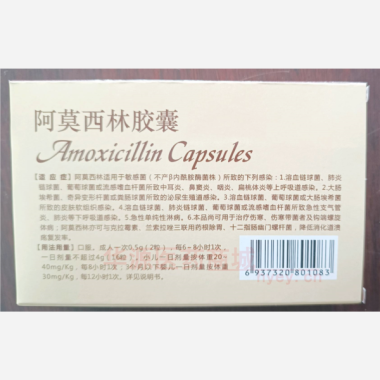 阿莫西林胶囊
Amoxicillin Capsules
【适应症】阿莫西林适用于敏感菌（不产β内酰胺酶菌株）所致的下列感染：1.溶血链球菌、肺炎
链球菌、葡萄球菌或流感嗜血杆菌所致中耳炎、鼻窦炎、咽炎、扁桃体炎等上呼吸道感染。2.大肠
埃希菌、奇异变形杆菌或粪肠球菌所致的泌尿生殖道感染。3.溶血链球菌、葡萄球菌或大肠埃希菌
所致的皮肤软组织感染。4.溶血链球菌、肺炎链球菌、葡萄球菌或流感嗜血杆菌所致急性支气管
炎、肺炎等下呼吸道感染。5.急性单纯性淋病。6.本品尚可用于治疗伤寒、伤寒带菌者及钩端螺旋
体病；阿莫西林亦可与克拉霉素、兰索拉唑三联用药根除胃、十二指肠幽门螺杆菌，降低消化道溃
疡复发率。
【用法用量】口服。成人一次0.5g（2粒），每6~8小时1次，
一日剂量不超过4g（16粒）。小儿一日剂量按体重20~
40mg/Kg，每8小时1次；3个月以下婴儿一日剂量按体重
30mg/kg，每12小时1次。详见说明书。
6937320801083